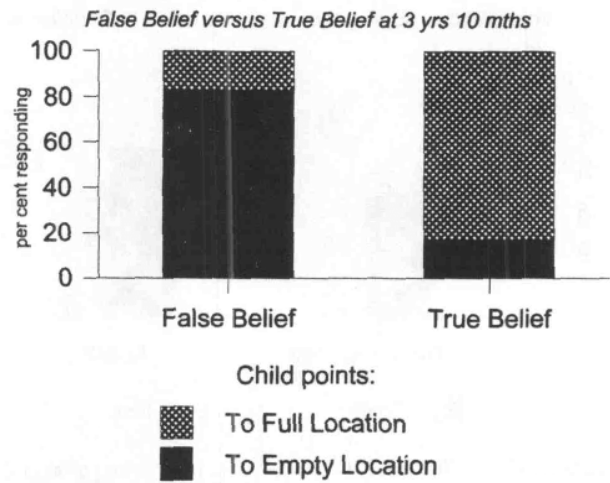 False Belief versus True Belief at 3 yrs 10 mths
100
80
60
40
20
0
per cent responding
False Belief
True Belief
Child points:
To Full Location
To Empty Location